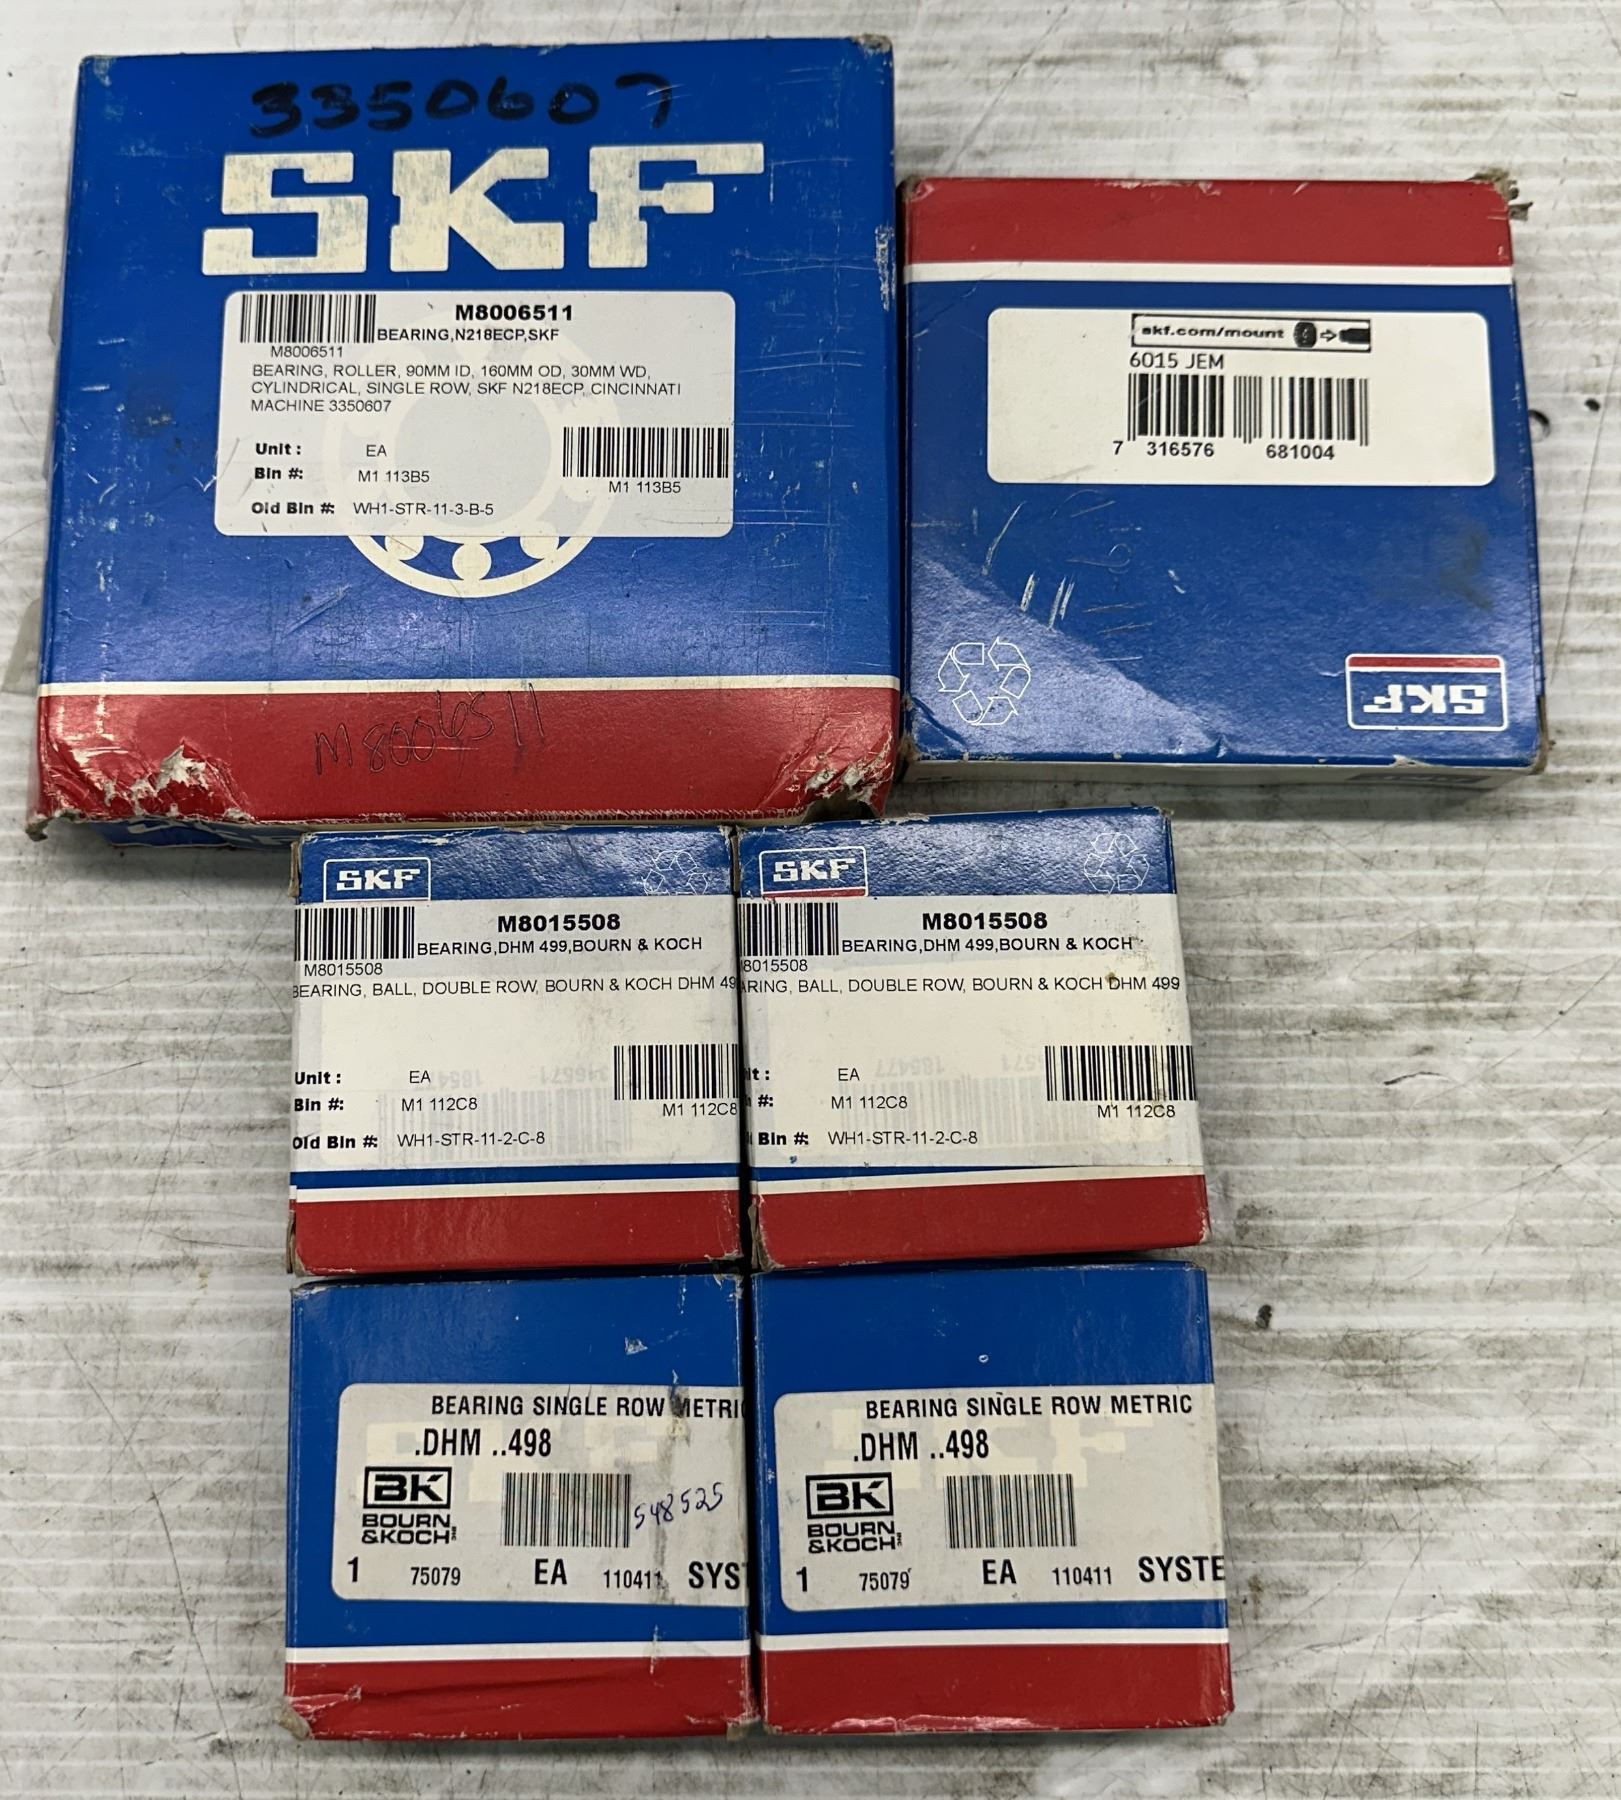 3350607
SKF
M8006511
BEARING,N218ECP,SKF
M8006511
BEARING, ROLLER, 90MM ID, 160MM OD, 30MM WD,
CYLINDRICAL, SINGLE ROW, SKF N218ECP, CINCINNATI
MACHINE 3350607
Unit : EA
Bin #: M1 113B5
M1 113B5
Old Bin #: WH1-STR-11-3-B-5
M8006511
skf.com/mount
6015 JEM
7 316576 681004
SKF
SKF
M8015508
BEARING,DHM 499,BOURN & KOCH
M8015508
BEARING, BALL, DOUBLE ROW, BOURN & KOCH DHM 49
Unit : EA
Bin #: M1 112C8
M1 112C8
Old Bin #: WH1-STR-11-2-C-8
SKF
M8015508
BEARING,DHM 499,BOURN & KOCH
8015508
ARING, BALL, DOUBLE ROW, BOURN & KOCH DHM 499
it : EA
#: M1 112C8
M1 112C8
Bin #: WH1-STR-11-2-C-8
BEARING SINGLE ROW METRIC
.DHM ..498
BK
BOURN
&KOCH
548525
1 75079 EA 110411 SYS
BEARING SINGLE ROW METRIC
.DHM ..498
BK
BOURN
&KOCH
1 75079 EA 110411 SYSTE